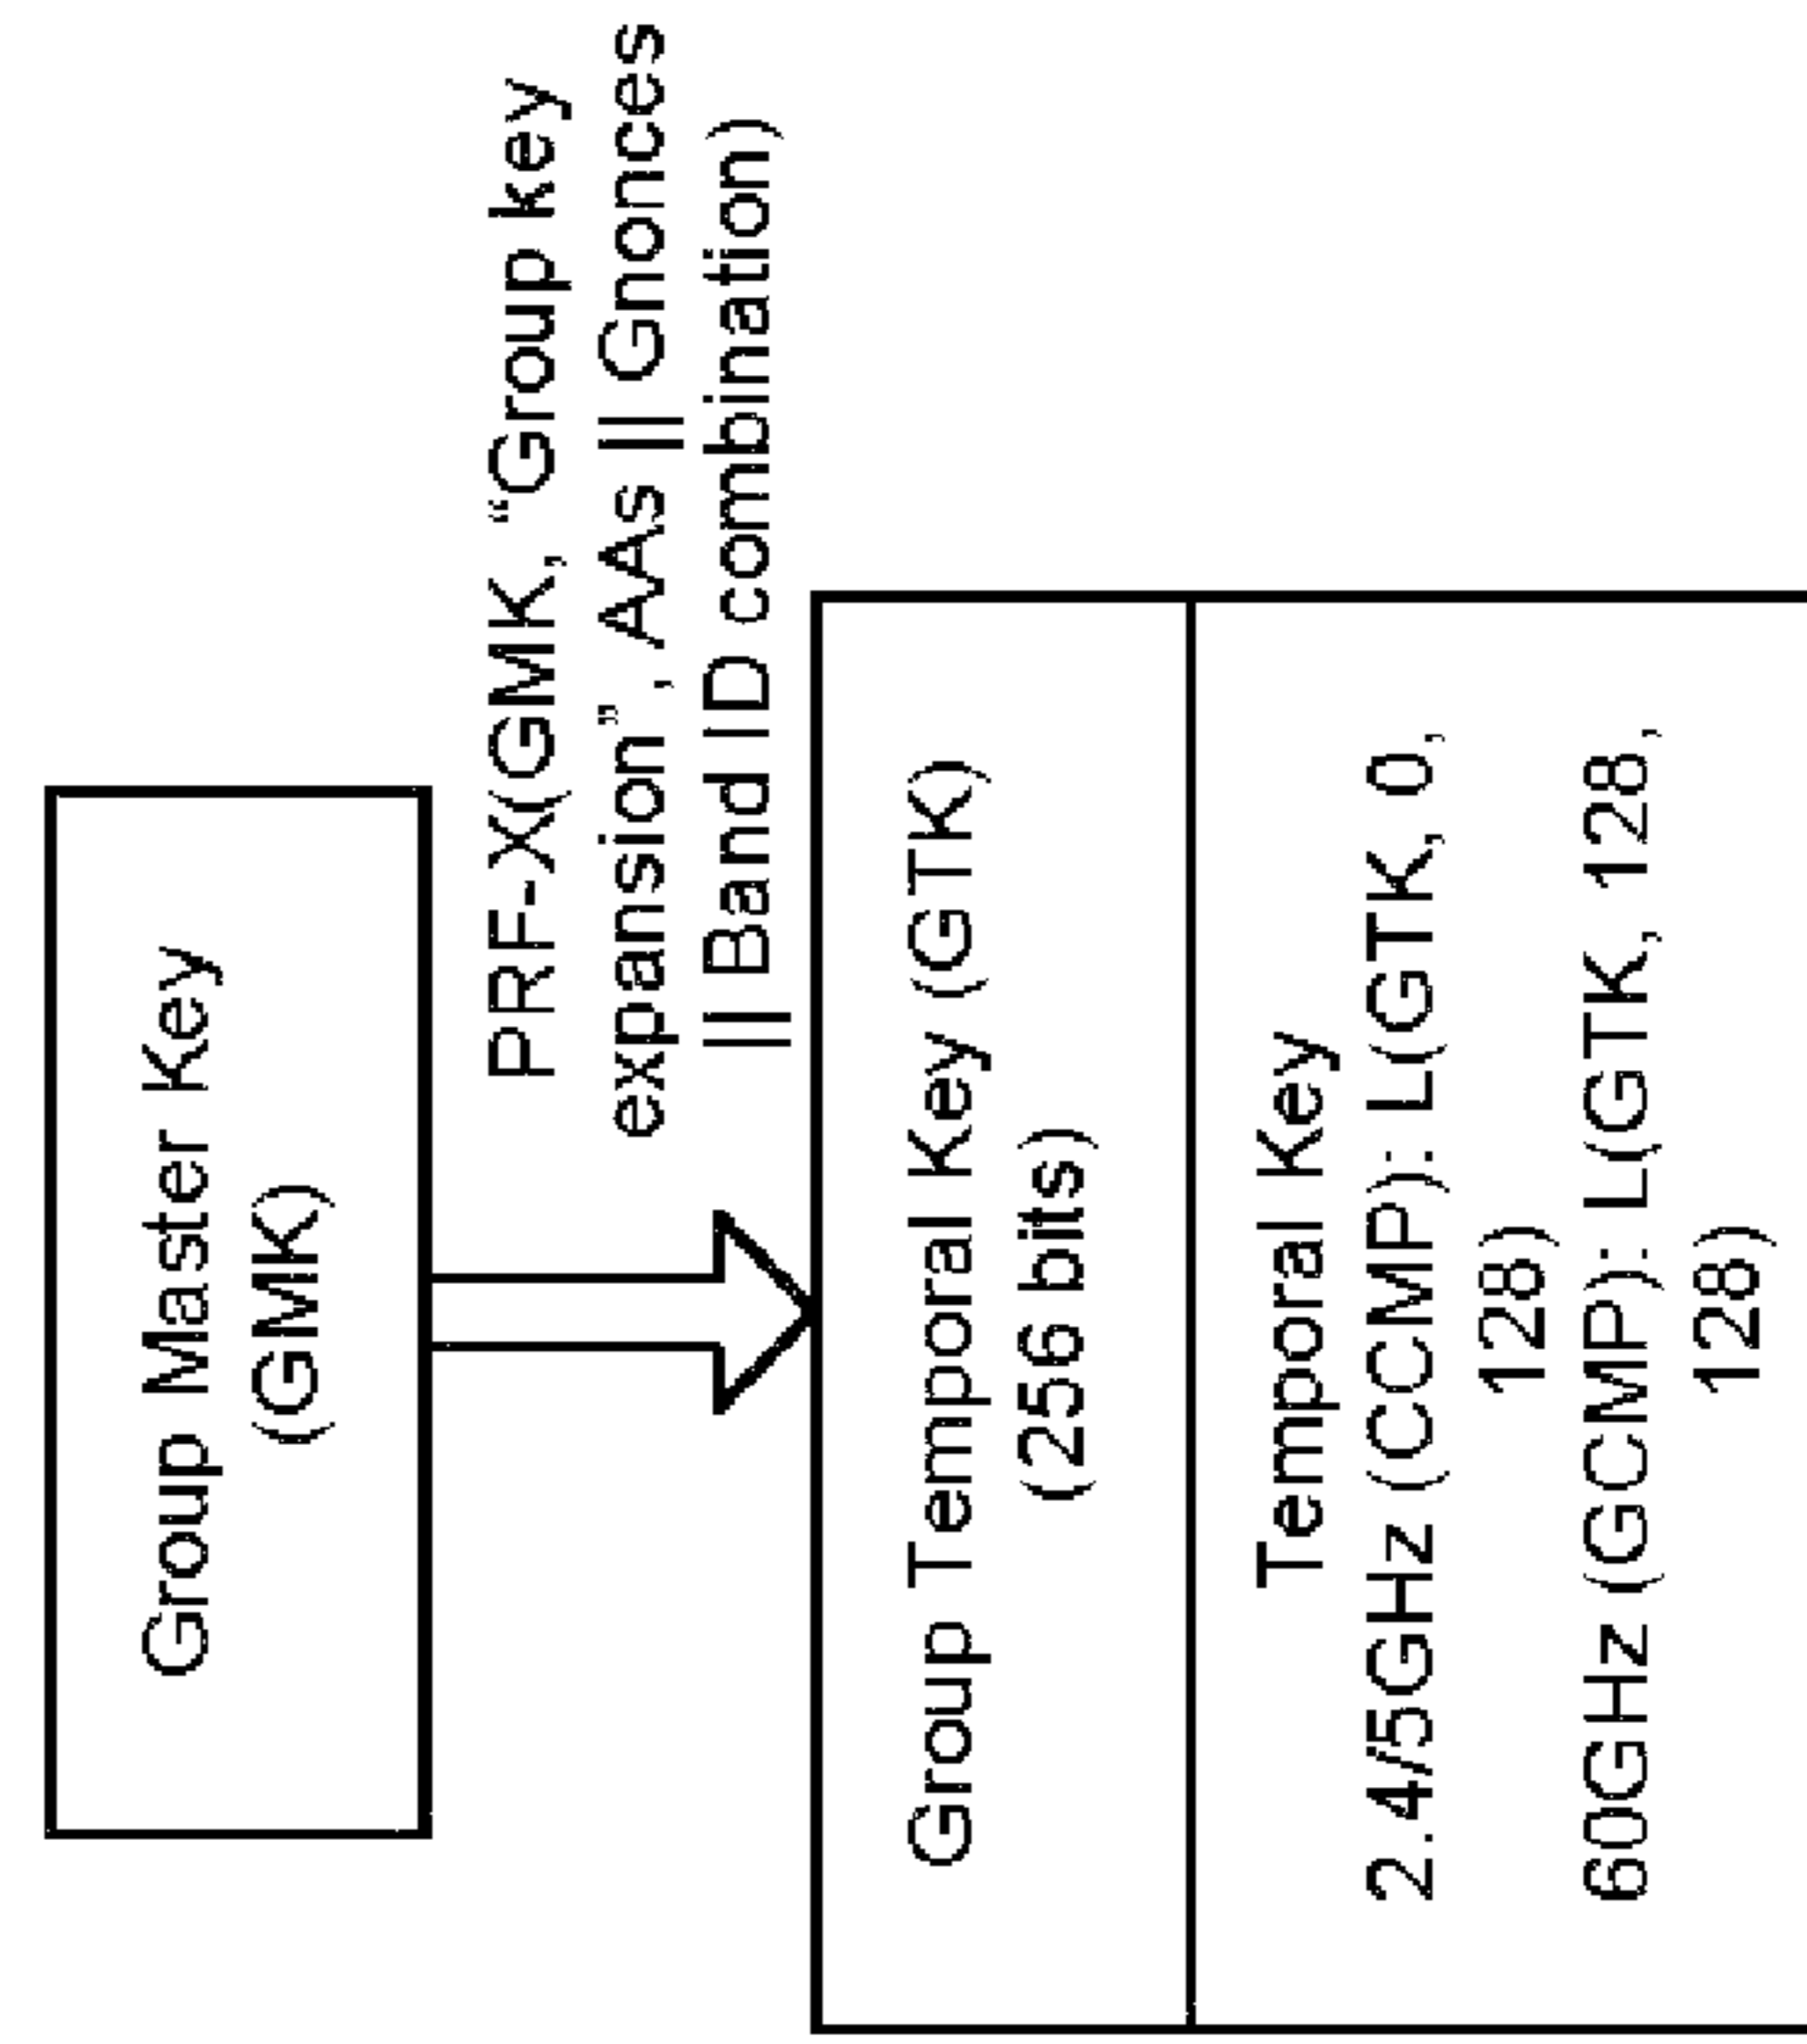 Group Master Key
(GMK)
PRF-X(GMK, “Group key
expansion”, AAs || Gnonces
|| Band ID combination)
Group Temporal Key (GTK)
(256 bits)
Temporal Key
2.4/5GHz (CCMP): L(GTK, 0,
128)
60GHz (GCMP): L(GTK, 128,
128)